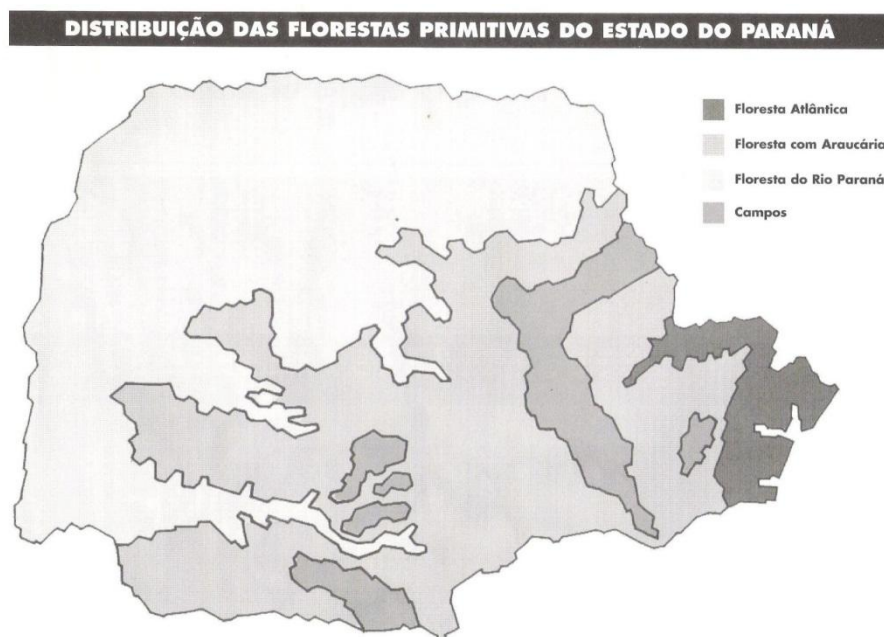 DISTRIBUIÇÃO DAS FLORESTAS PRIMITIVAS DO ESTADO DO PARANÁ
Floresta Atlântica
Floresta com Araucária
Floresta do Rio Paraná
Campos